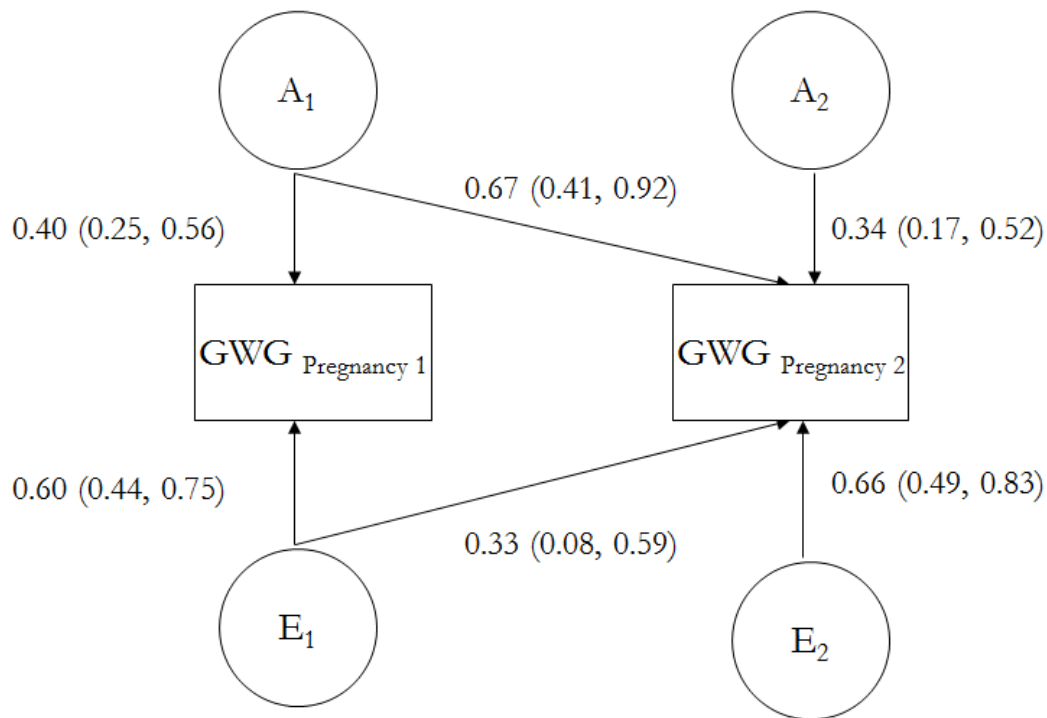 A₁
A₂
0.67 (0.41, 0.92)
0.40 (0.25, 0.56)
0.34 (0.17, 0.52)
GWG Pregnancy 1
GWG Pregnancy 2
0.60 (0.44, 0.75)
0.66 (0.49, 0.83)
0.33 (0.08, 0.59)
E₁
E₂